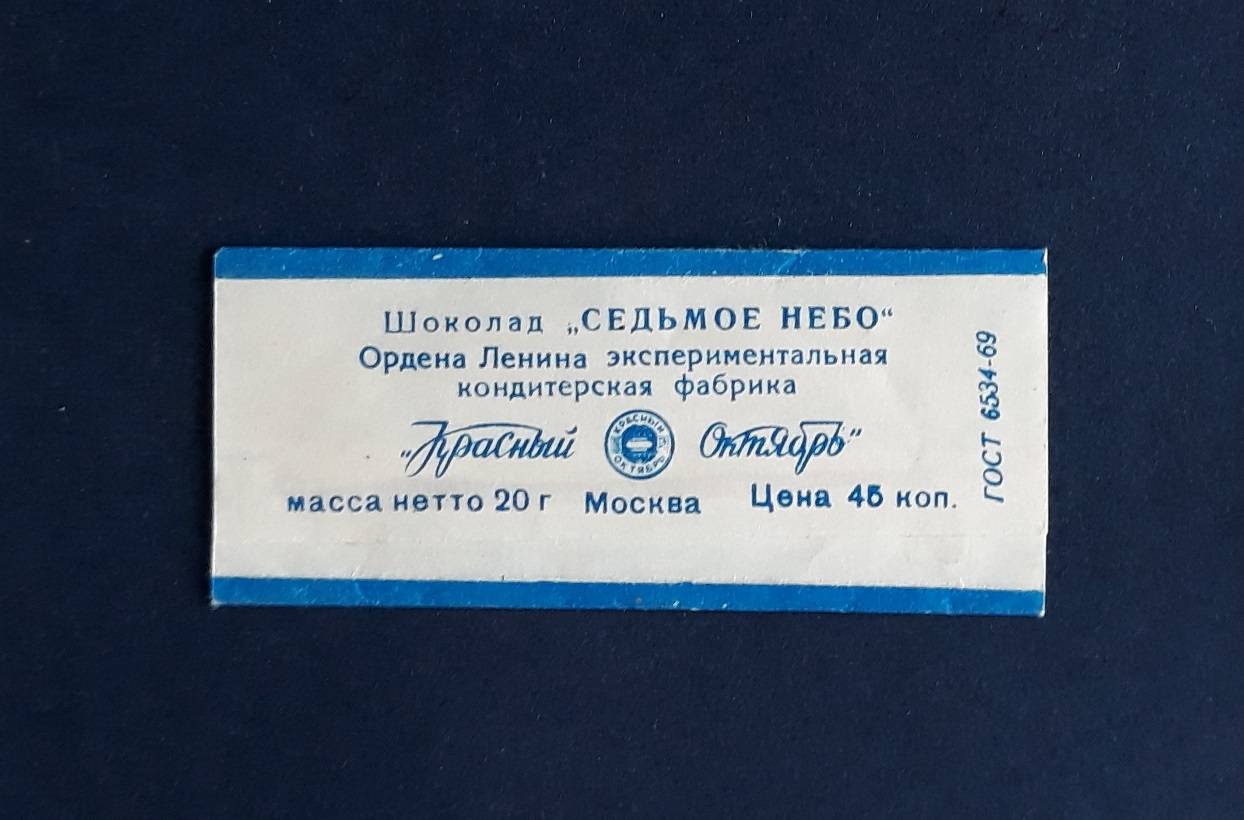 Шоколад „СЕДЬМОЕ НЕБО“
Ордена Ленина экспериментальная
кондитерская фабрика
„Красный КРАСНЫЙ ОКТЯБРЬ Октябрь“
масса нетто 20 г Москва Цена 45 коп.
ГОСТ 6534-69